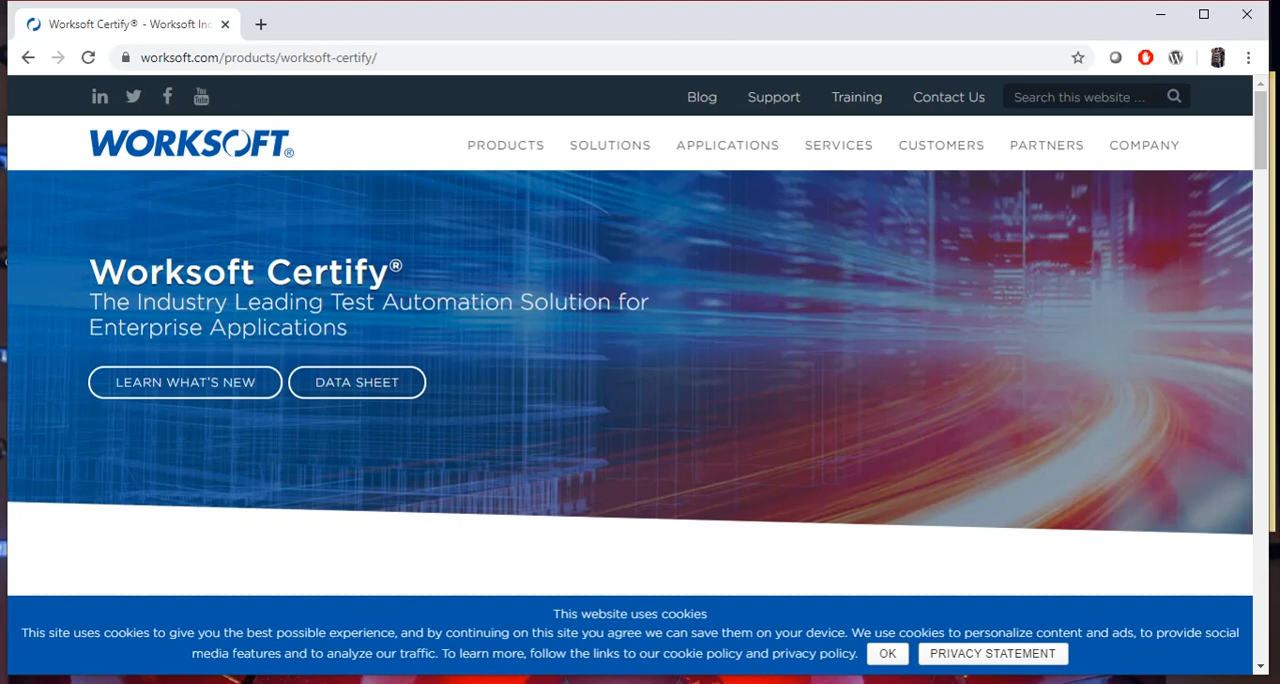 Worksoft Certify® - Worksoft Inc
worksoft.com/products/worksoft-certify/
in
You Tube
Blog
Support
Training
Contact Us
Search this website ...
WORKSOFT®
PRODUCTS
SOLUTIONS
APPLICATIONS
SERVICES
CUSTOMERS
PARTNERS
COMPANY
Worksoft Certify®
The Industry Leading Test Automation Solution for
Enterprise Applications
LEARN WHAT'S NEW
DATA SHEET
This website uses cookies
This site uses cookies to give you the best possible experience, and by continuing on this site you agree we can save them on your device. We use cookies to personalize content and ads, to provide social
media features and to analyze our traffic. To learn more, follow the links to our cookie policy and privacy policy.
OK
PRIVACY STATEMENT